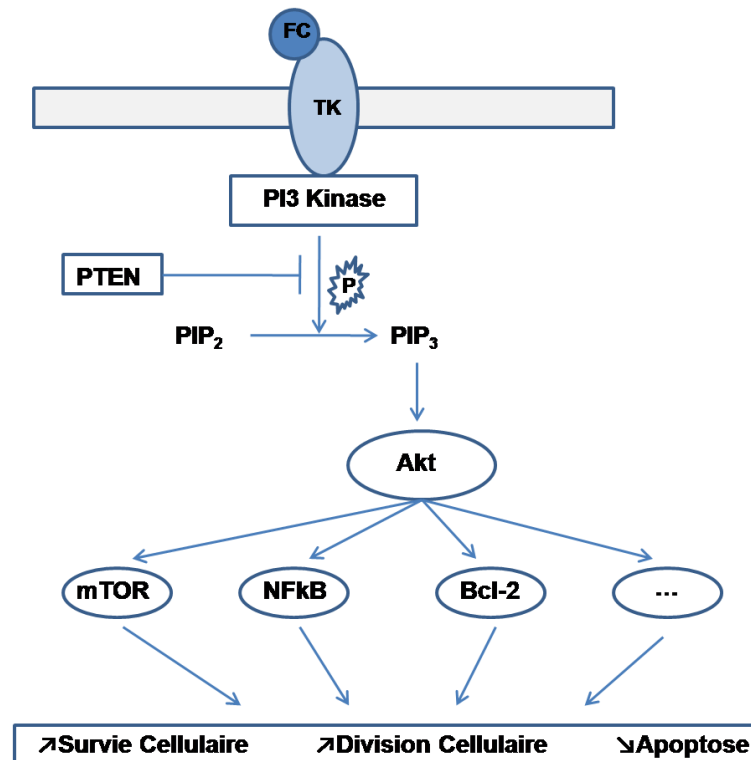 FC
TK
PI3 Kinase
PTEN
P
PIP₂ PIP₃
Akt
mTOR NFkB Bcl-2 ...
↗Survie Cellulaire ↗Division Cellulaire ↘Apoptose